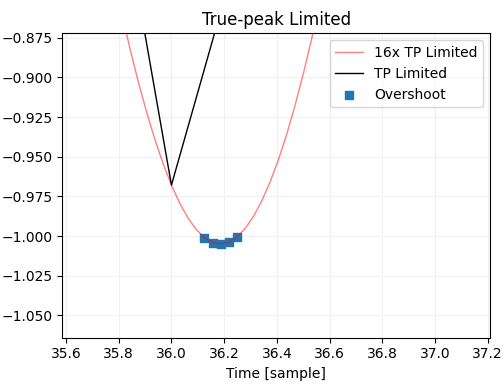 True-peak Limited
−0.875
−0.900
−0.925
−0.950
−0.975
−1.000
−1.025
−1.050
16x TP Limited
TP Limited
Overshoot
35.6 35.8 36.0 36.2 36.4 36.6 36.8 37.0 37.2
Time [sample]